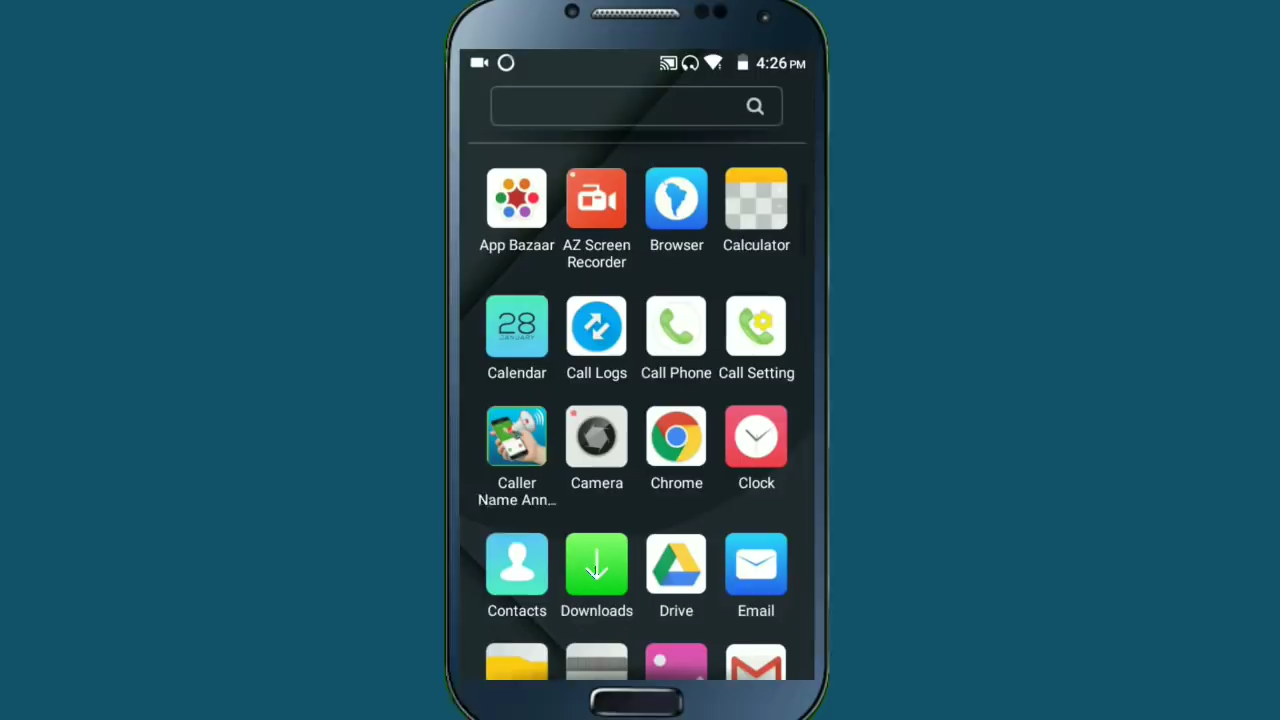 4:26 PM
App Bazaar
AZ Screen Recorder
Browser
Calculator
28
JANUARY
Calendar
Call Logs
Call Phone
Call Setting
Caller
Name Ann...
Camera
Chrome
Clock
Contacts
Downloads
Drive
Email